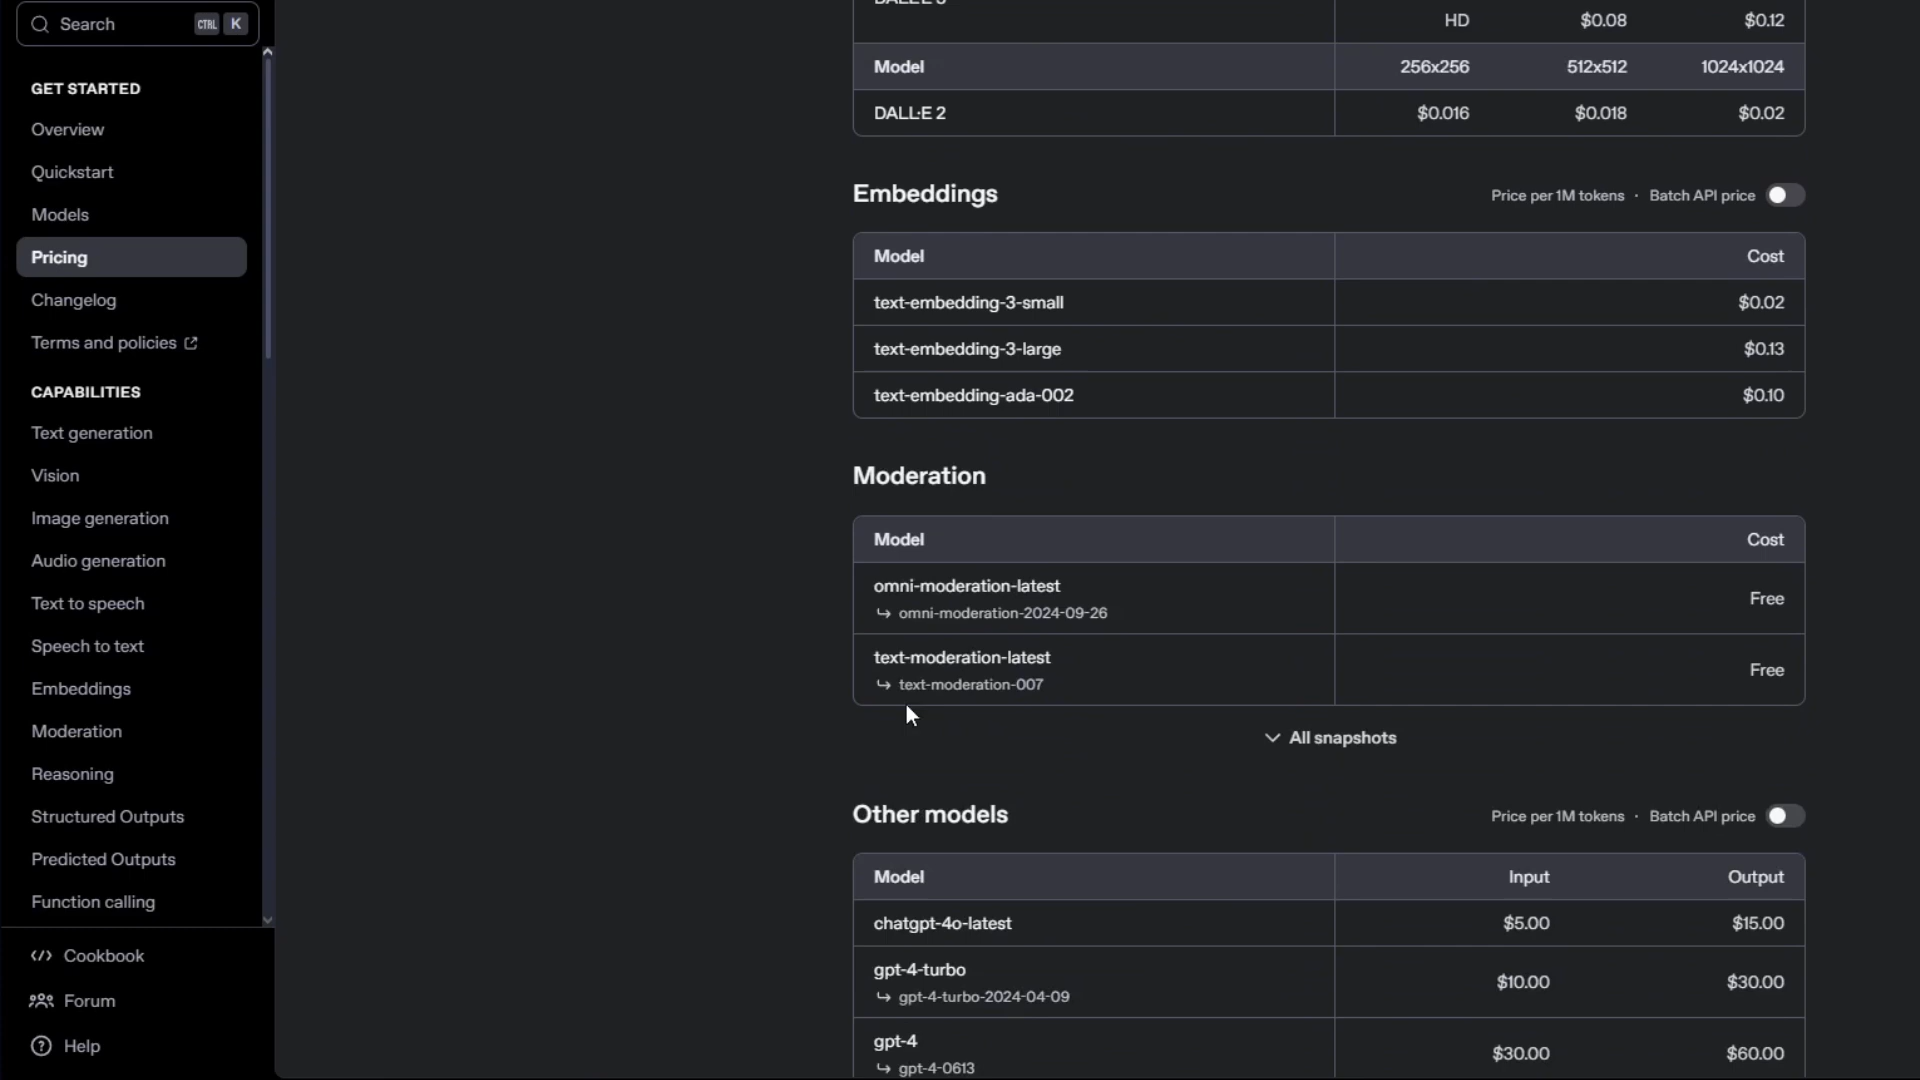 Search CTRL K
GET STARTED
Overview
Quickstart
Models
Pricing
Changelog
Terms and policies
CAPABILITIES
Text generation
Vision
Image generation
Audio generation
Text to speech
Speech to text
Embeddings
Moderation
Reasoning
Structured Outputs
Predicted Outputs
Function calling
Cookbook
Forum
Help
HD $0.08 $0.12
Model 256x256 512x512 1024x1024
DALL·E 2 $0.016 $0.018 $0.02
Embeddings Price per 1M tokens · Batch API price
Model Cost
text-embedding-3-small $0.02
text-embedding-3-large $0.13
text-embedding-ada-002 $0.10
Moderation
Model Cost
omni-moderation-latest Free
↳ omni-moderation-2024-09-26
text-moderation-latest Free
↳ text-moderation-007
All snapshots
Other models Price per 1M tokens · Batch API price
Model Input Output
chatgpt-4o-latest $5.00 $15.00
gpt-4-turbo $10.00 $30.00
↳ gpt-4-turbo-2024-04-09
gpt-4 $30.00 $60.00
↳ gpt-4-0613